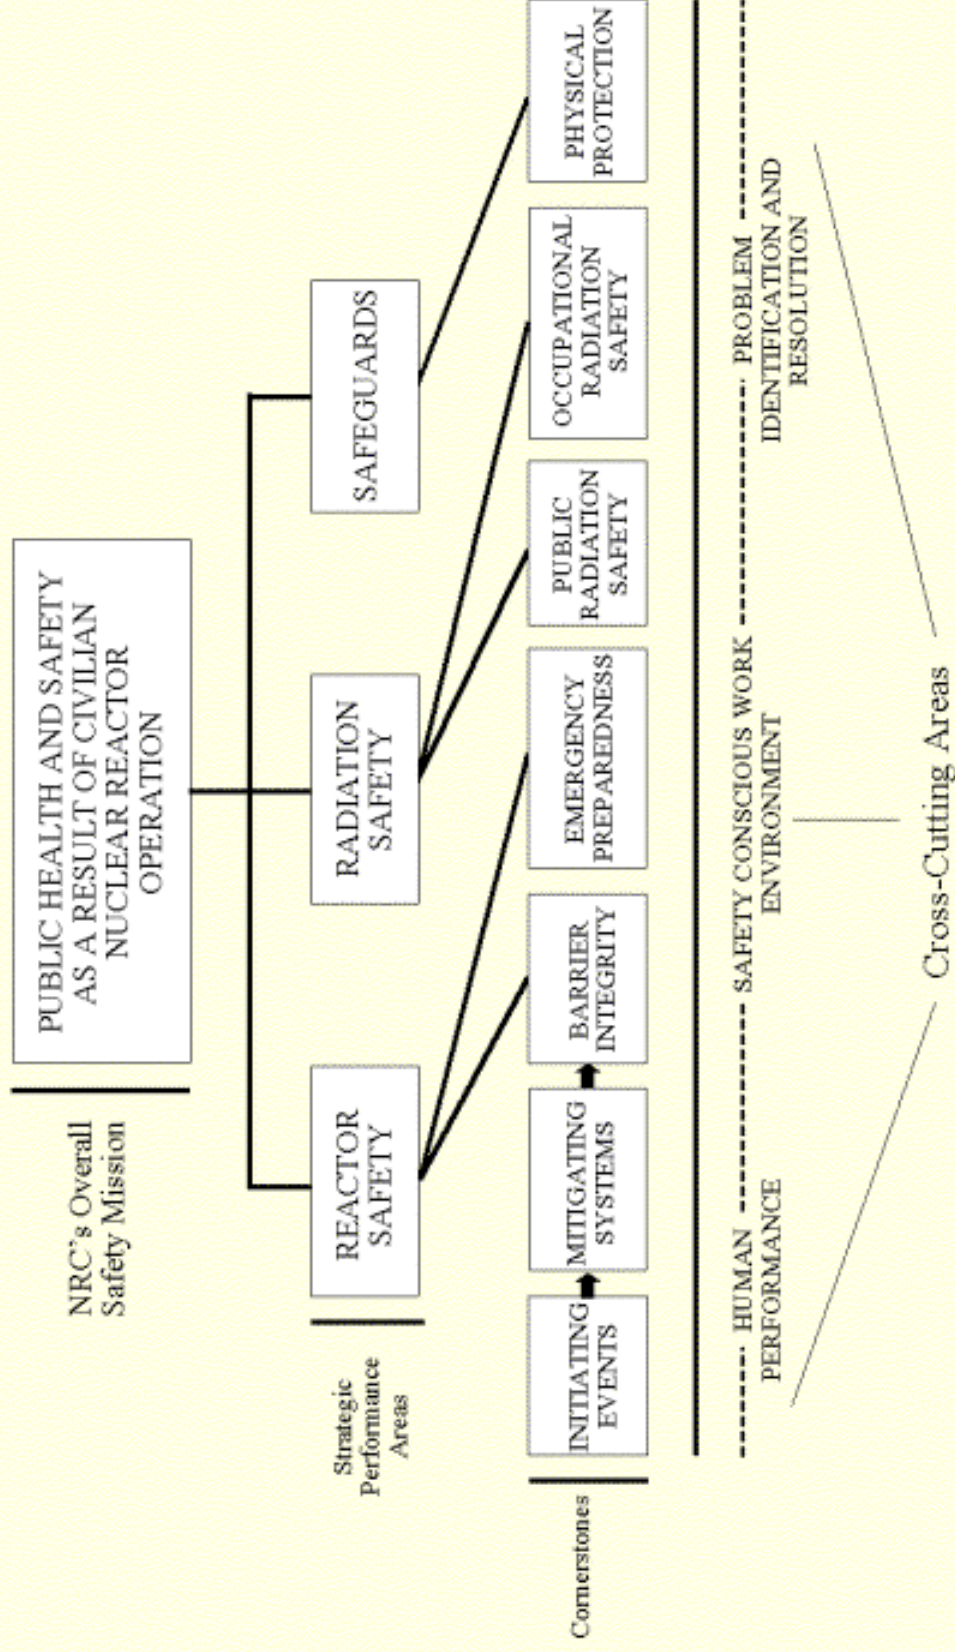 NRC's Overall
Safety Mission
PUBLIC HEALTH AND SAFETY
AS A RESULT OF CIVILIAN
NUCLEAR REACTOR
OPERATION
Strategic
Performance
Areas
REACTOR
SAFETY
RADIATION
SAFETY
SAFEGUARDS
Cornerstones
INITIATING
EVENTS
MITIGATING
SYSTEMS
BARRIER
INTEGRITY
EMERGENCY
PREPAREDNESS
PUBLIC
RADIATION
SAFETY
OCCUPATIONAL
RADIATION
SAFETY
PHYSICAL
PROTECTION
HUMAN
PERFORMANCE
SAFETY CONSCIOUS WORK
ENVIRONMENT
PROBLEM
IDENTIFICATION AND
RESOLUTION
Cross-Cutting Areas